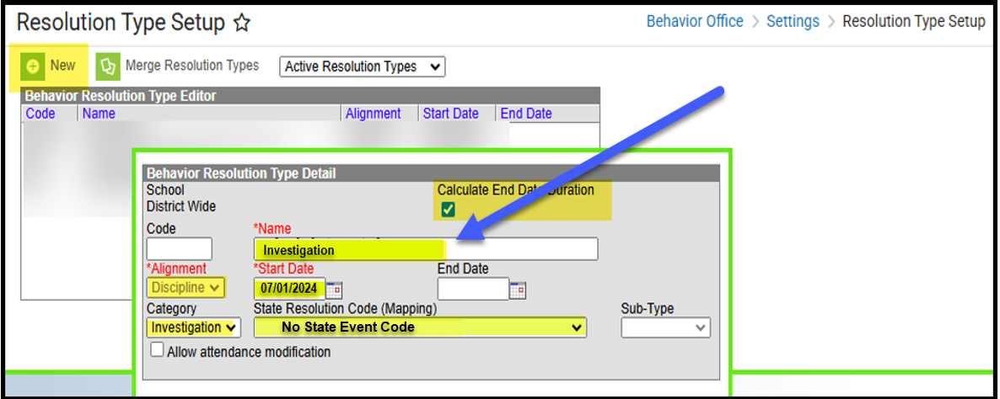 Resolution Type Setup
Behavior Office > Settings > Resolution Type Setup
New Merge Resolution Types Active Resolution Types
Behavior Resolution Type Editor
Code Name Alignment Start Date End Date
Behavior Resolution Type Detail
School Calculate End Date/Duration
District Wide
Code *Name
Investigation
*Alignment *Start Date End Date
Discipline 07/01/2024
Category State Resolution Code (Mapping) Sub-Type
Investigation No State Event Code
Allow attendance modification